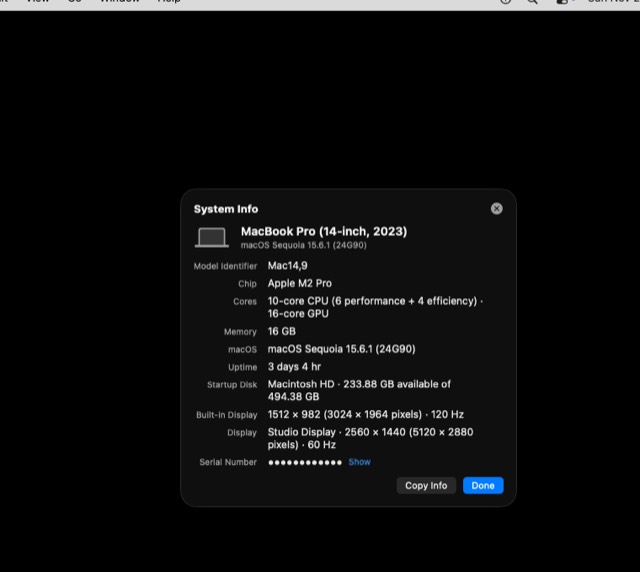 View Go Window Help Sun Nov 2
System Info
MacBook Pro (14-inch, 2023)
macOS Sequoia 15.6.1 (24G90)
Model Identifier Mac14,9
Chip Apple M2 Pro
Cores 10-core CPU (6 performance + 4 efficiency) ·
16-core GPU
Memory 16 GB
macOS macOS Sequoia 15.6.1 (24G90)
Uptime 3 days 4 hr
Startup Disk Macintosh HD · 233.88 GB available of
494.38 GB
Built-in Display 1512 × 982 (3024 × 1964 pixels) · 120 Hz
Display Studio Display · 2560 × 1440 (5120 × 2880
pixels) · 60 Hz
Serial Number •••••••••••• Show
Copy Info Done